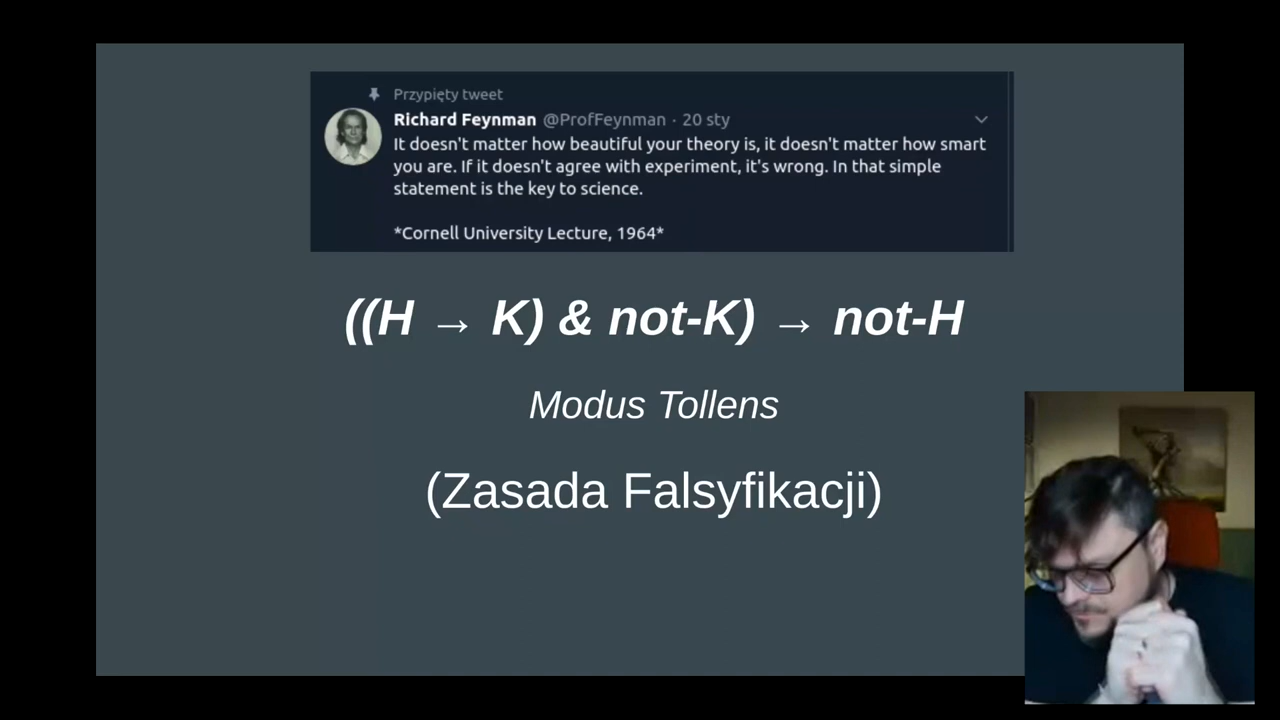 Przypięty tweet
Richard Feynman @ProfFeynman · 20 sty
It doesn't matter how beautiful your theory is, it doesn't matter how smart
you are. If it doesn't agree with experiment, it's wrong. In that simple
statement is the key to science.
*Cornell University Lecture, 1964*
((H → K) & not-K) → not-H
Modus Tollens
(Zasada Falsyfikacji)